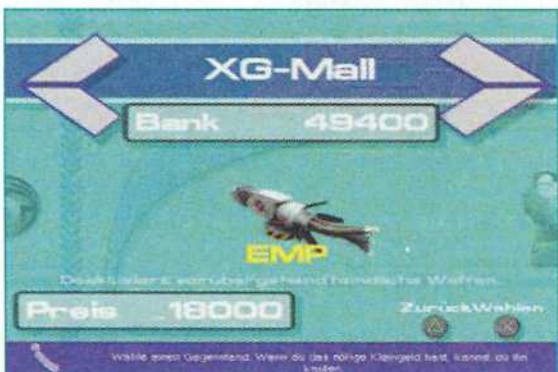 XG-Mall
Bank 49400
EMP
Deaktiviert vorübergehend feindliche Waffen.
Preis 18000
Zurück Wählen
Wähle einen Gegenstand. Wenn du das nötige Kleingeld hast, kannst du ihn
kaufen.